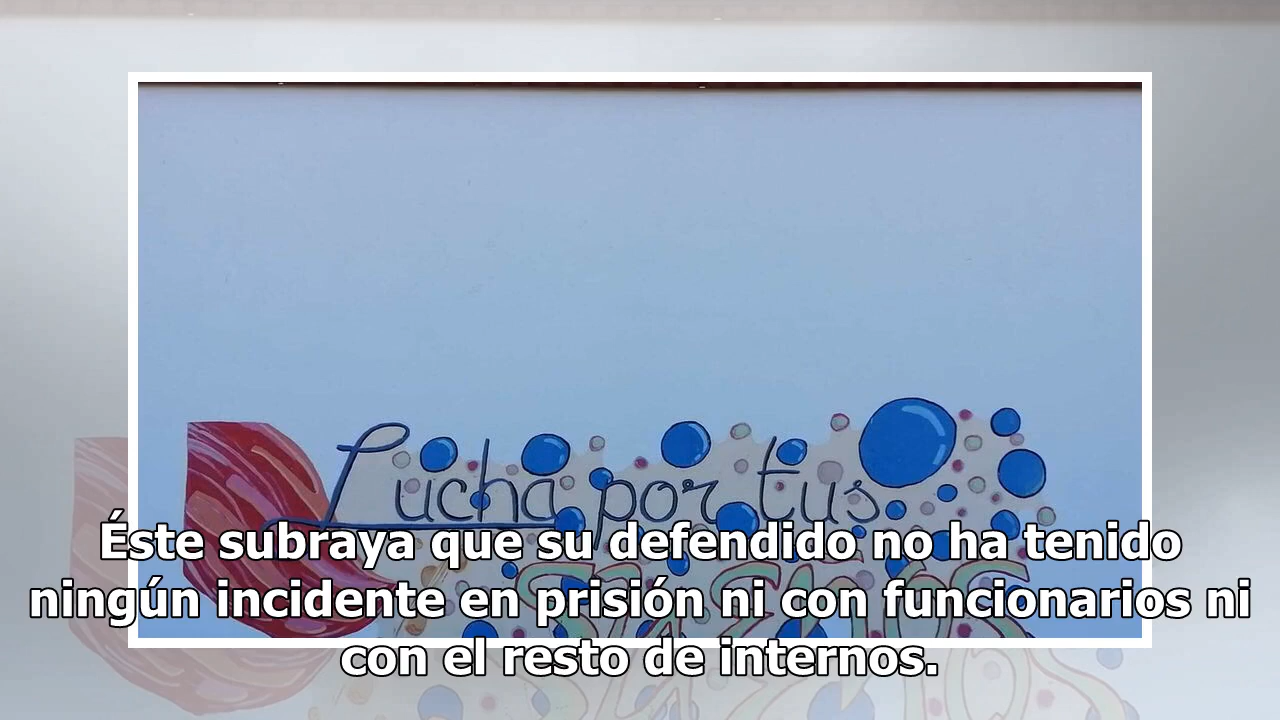 Lucha por tus
SUEÑOS
Éste subraya que su defendido no ha tenido
ningún incidente en prisión ni con funcionarios ni
con el resto de internos.